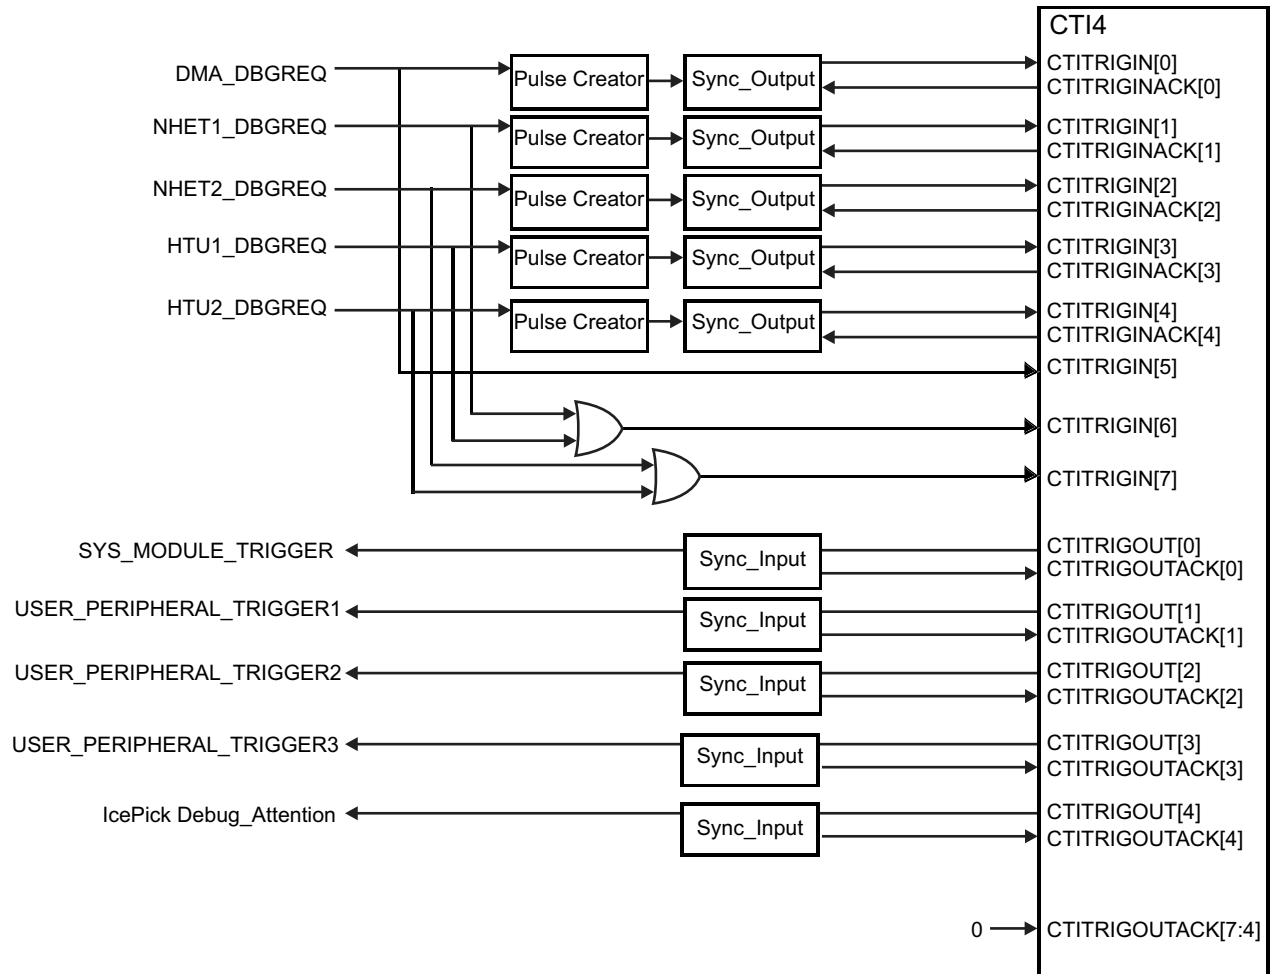 CTI4
DMA_DBGREQ
Pulse Creator
Sync_Output
CTITRIGIN[0]
CTITRIGINACK[0]
NHET1_DBGREQ
Pulse Creator
Sync_Output
CTITRIGIN[1]
CTITRIGINACK[1]
NHET2_DBGREQ
Pulse Creator
Sync_Output
CTITRIGIN[2]
CTITRIGINACK[2]
HTU1_DBGREQ
Pulse Creator
Sync_Output
CTITRIGIN[3]
CTITRIGINACK[3]
HTU2_DBGREQ
Pulse Creator
Sync_Output
CTITRIGIN[4]
CTITRIGINACK[4]
CTITRIGIN[5]
CTITRIGIN[6]
CTITRIGIN[7]
SYS_MODULE_TRIGGER
Sync_Input
CTITRIGOUT[0]
CTITRIGOUTACK[0]
USER_PERIPHERAL_TRIGGER1
Sync_Input
CTITRIGOUT[1]
CTITRIGOUTACK[1]
USER_PERIPHERAL_TRIGGER2
Sync_Input
CTITRIGOUT[2]
CTITRIGOUTACK[2]
USER_PERIPHERAL_TRIGGER3
Sync_Input
CTITRIGOUT[3]
CTITRIGOUTACK[3]
IcePick Debug_Attention
Sync_Input
CTITRIGOUT[4]
CTITRIGOUTACK[4]
0
CTITRIGOUTACK[7:4]